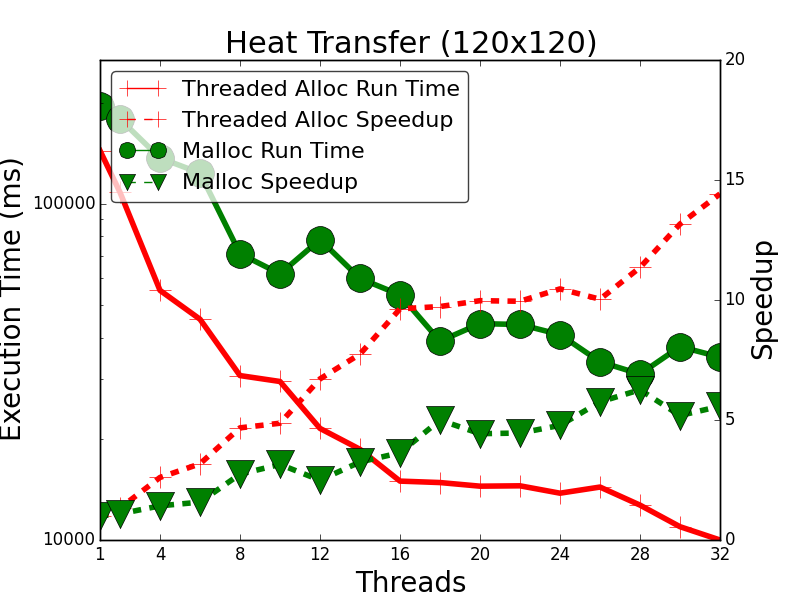 Heat Transfer (120x120)
Threaded Alloc Run Time
Threaded Alloc Speedup
Malloc Run Time
Malloc Speedup
Execution Time (ms)
100000
10000
20
15
10
5
0
Speedup
1 4 8 12 16 20 24 28 32
Threads